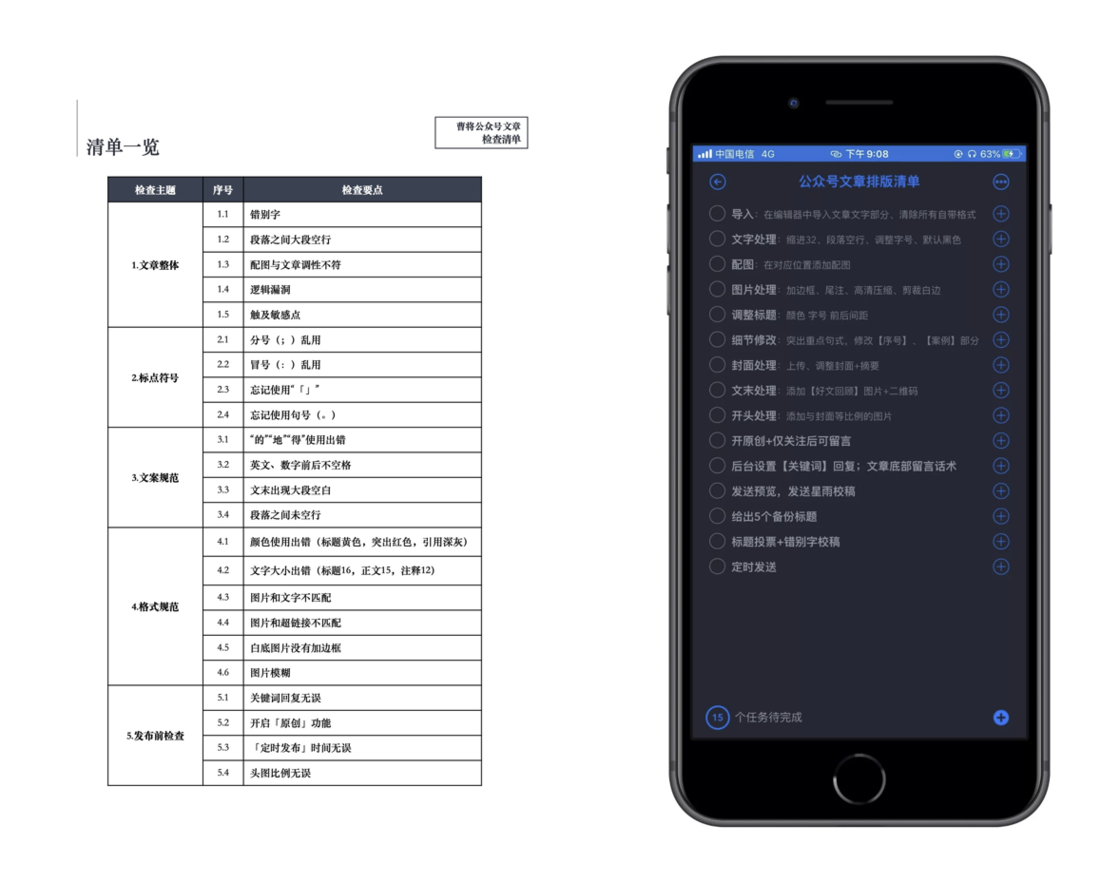 清单一览
曹将公众号文章
检查清单
检查主题 序号 检查要点
1.文章整体
1.1 错别字
1.2 段落之间大段空行
1.3 配图与文章调性不符
1.4 逻辑漏洞
1.5 触及敏感点
2.标点符号
2.1 分号（；）乱用
2.2 冒号（：）乱用
2.3 忘记使用“「」”
2.4 忘记使用句号（。）
3.文案规范
3.1 “的”“地”“得”使用出错
3.2 英文、数字前后不空格
3.3 文末出现大段空白
3.4 段落之间未空行
4.格式规范
4.1 颜色使用出错（标题黄色，突出红色，引用深灰）
4.2 文字大小出错（标题16，正文15，注释12）
4.3 图片和文字不匹配
4.4 图片和超链接不匹配
4.5 白底图片没有加边框
4.6 图片模糊
5.发布前检查
5.1 关键词回复无误
5.2 开启「原创」功能
5.3 「定时发布」时间无误
5.4 头图比例无误
中国电信 4G 下午9:08 63%
公众号文章排版清单
导入：在编辑器中导入文章文字部分、清除所有自带格式
文字处理：缩进32、段落空行、调整字号、默认黑色
配图：在对应位置添加配图
图片处理：加边框、尾注、高清压缩、剪裁白边
调整标题：颜色 字号 前后间距
细节修改：突出重点句式，修改【序号】、【案例】部分
封面处理：上传、调整封面+摘要
文末处理：添加【好文回顾】图片+二维码
开头处理：添加与封面等比例的图片
开原创+仅关注后可留言
后台设置【关键词】回复；文章底部留言话术
发送预览，发送星雨校稿
给出5个备份标题
标题投票+错别字校稿
定时发送
15 个任务待完成